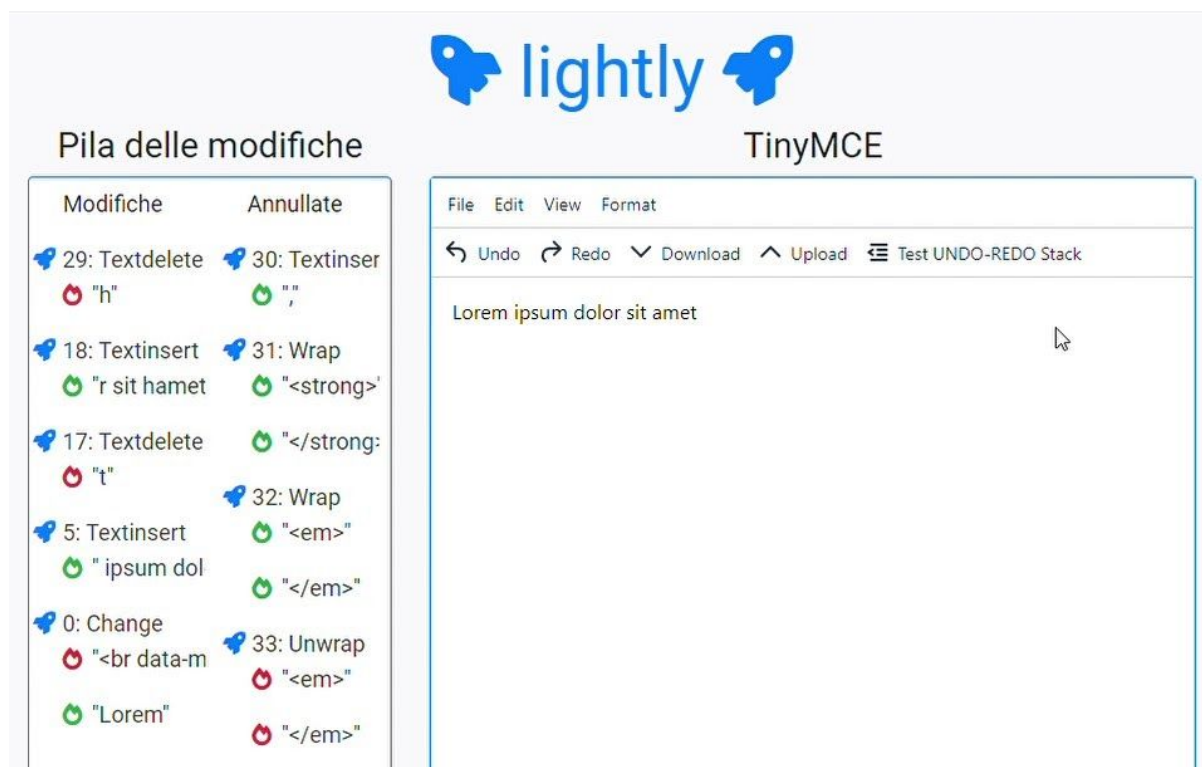 lightly
Pila delle modifiche
Modifiche
29: Textdelete
"h"
18: Textinsert
"r sit hamet
17: Textdelete
"t"
5: Textinsert
" ipsum dol
0: Change
"<br data-m
"Lorem"
Annullate
30: Textinser
","
31: Wrap
"<strong>"
"</strong>
32: Wrap
"<em>"
"</em>"
33: Unwrap
"<em>"
"</em>"
TinyMCE
File Edit View Format
Undo Redo Download Upload Test UNDO-REDO Stack
Lorem ipsum dolor sit amet